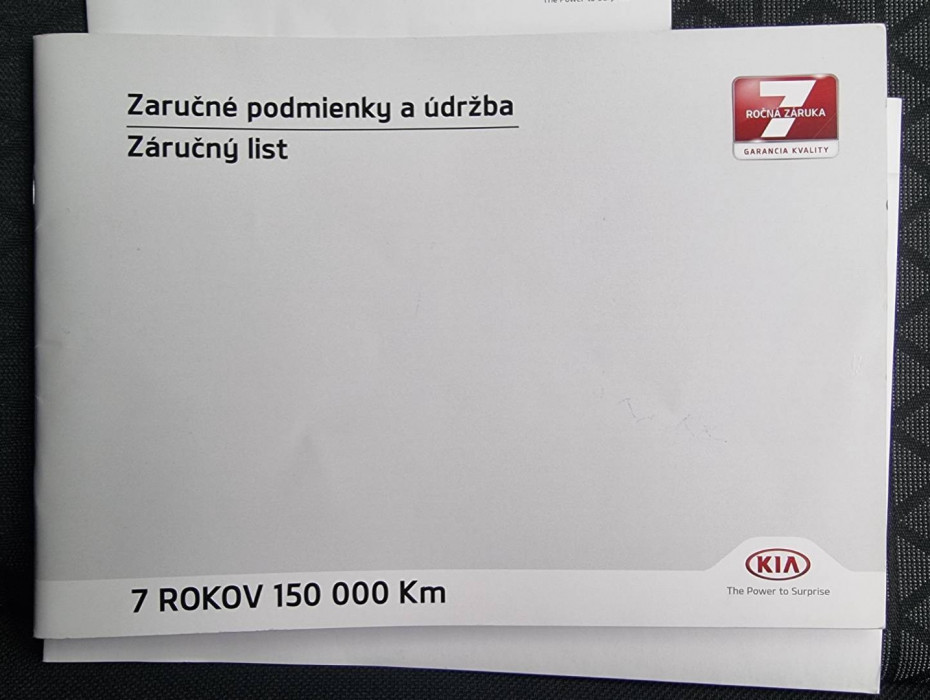 Zaručné podmienky a údržba
Záručný list
7
ROČNÁ ZÁRUKA
GARANCIA KVALITY
7 ROKOV 150 000 Km
KIA
The Power to Surprise